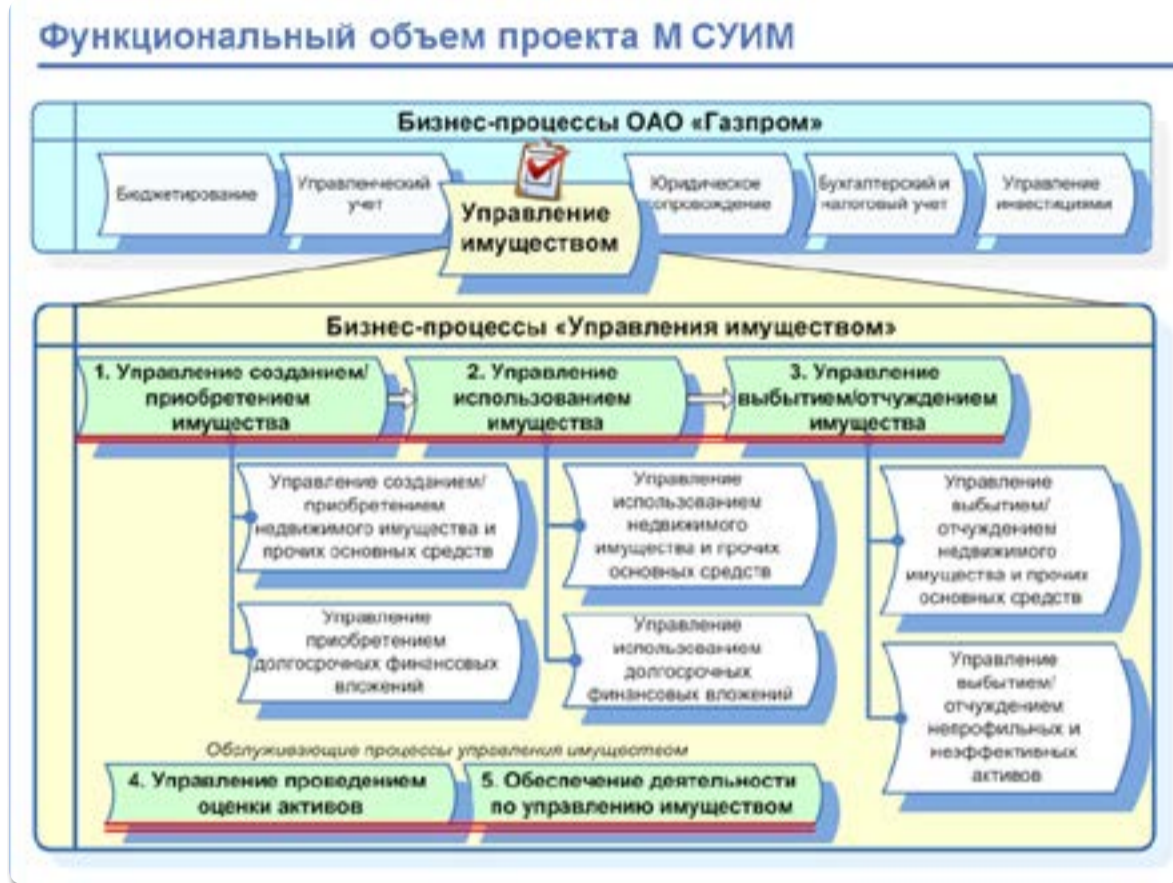 Функциональный объем проекта М СУИМ
Бизнес-процессы ОАО «Газпром»
Бюджетирование
Управленческий
учет
Управление
имуществом
Юридическое
сопровождение
Бухгалтерский и
налоговый учет
Управление
инвестициями
Бизнес-процессы «Управления имуществом»
1. Управление созданием/
приобретением
имущества
2. Управление
использованием
имущества
3. Управление
выбытием/отчуждением
имущества
Управление созданием/
приобретением
недвижимого имущества и
прочих основных средств
Управление
приобретением
долгосрочных финансовых
вложений
Управление
использованием
недвижимого
имущества и прочих
основных средств
Управление
использованием
долгосрочных
финансовых вложений
Управление
выбытием/
отчуждением
недвижимого
имущества и прочих
основных средств
Управление
выбытием/
отчуждением
непрофильных и
неэффективных
активов
Обслуживающие процессы управления имуществом
4. Управление проведением
оценки активов
5. Обеспечение деятельности
по управлению имуществом